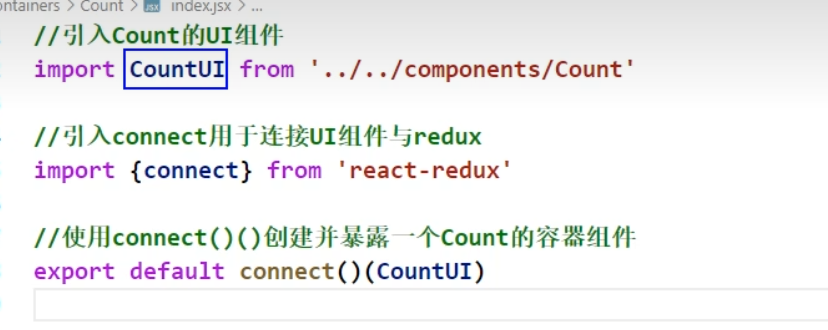 ontainers > Count > JSX index.jsx > ...
//引入Count的UI组件
import CountUI from '../../components/Count'
//引入connect用于连接UI组件与redux
import {connect} from 'react-redux'
//使用connect()()创建并暴露一个Count的容器组件
export default connect()(CountUI)